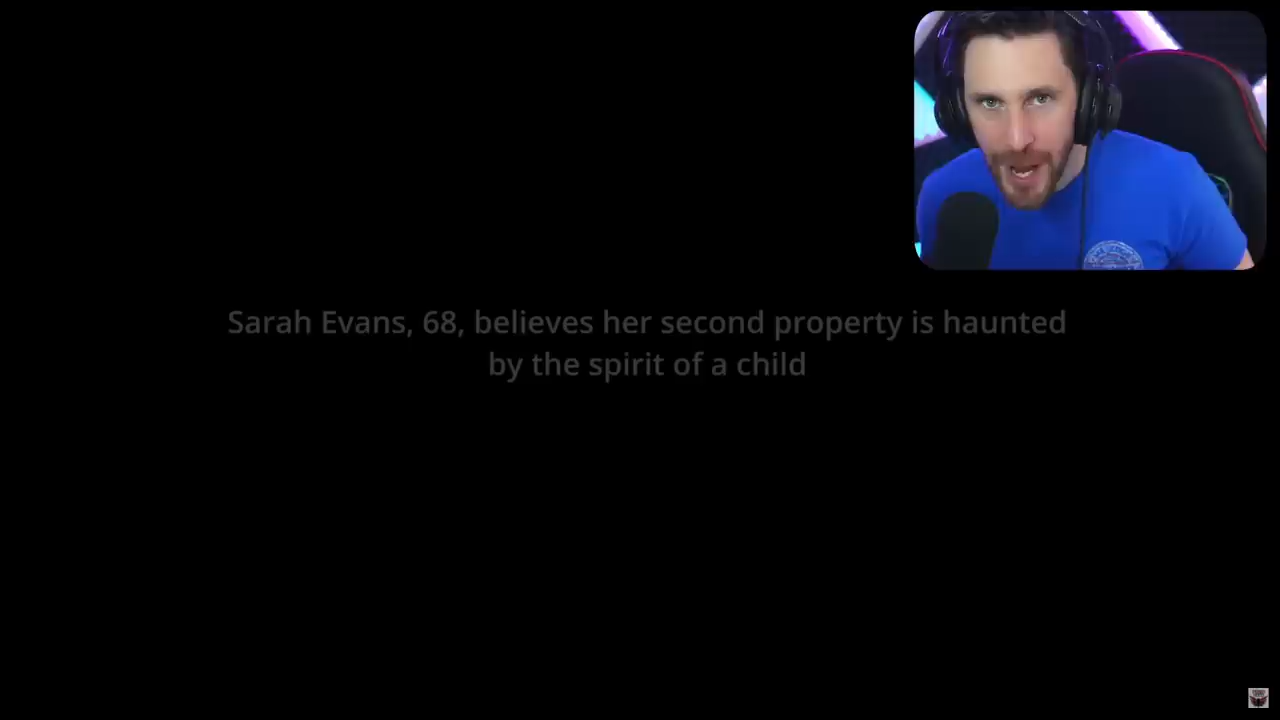 Sarah Evans, 68, believes her second property is haunted
by the spirit of a child